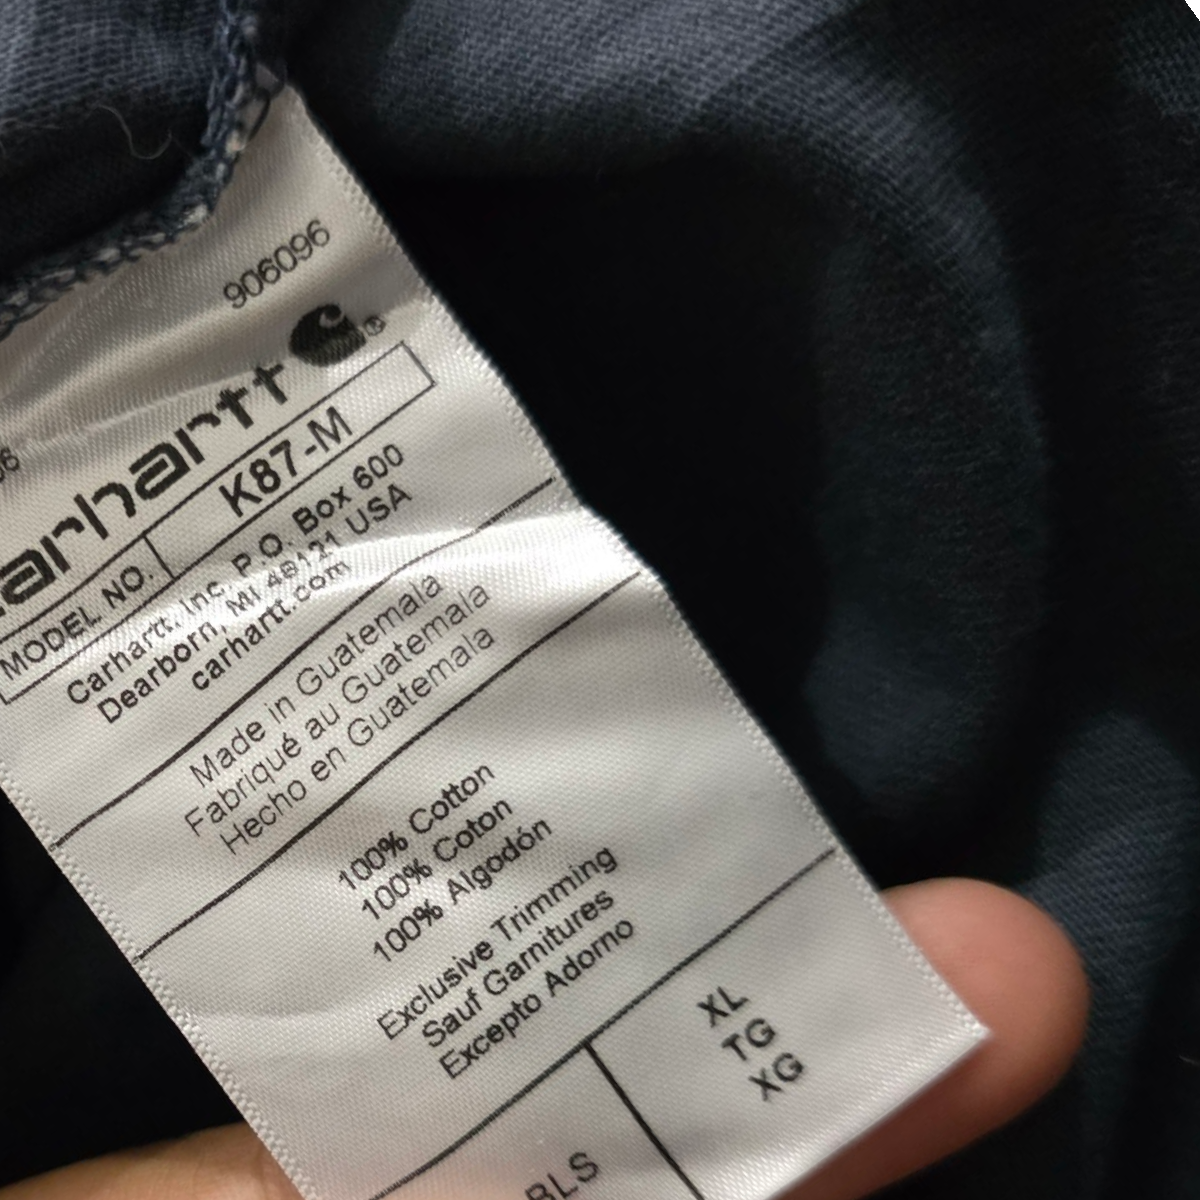 906096
carhartt ®
MODEL NO. K87-M
Carhartt, Inc. P.O. Box 600
Dearborn, MI 48121 USA
carhartt.com
Made in Guatemala
Fabriqué au Guatemala
Hecho en Guatemala
100% Cotton
100% Coton
100% Algodón
Exclusive Trimming
Sauf Garnitures
Excepto Adorno
XL
TG
XG
BLS